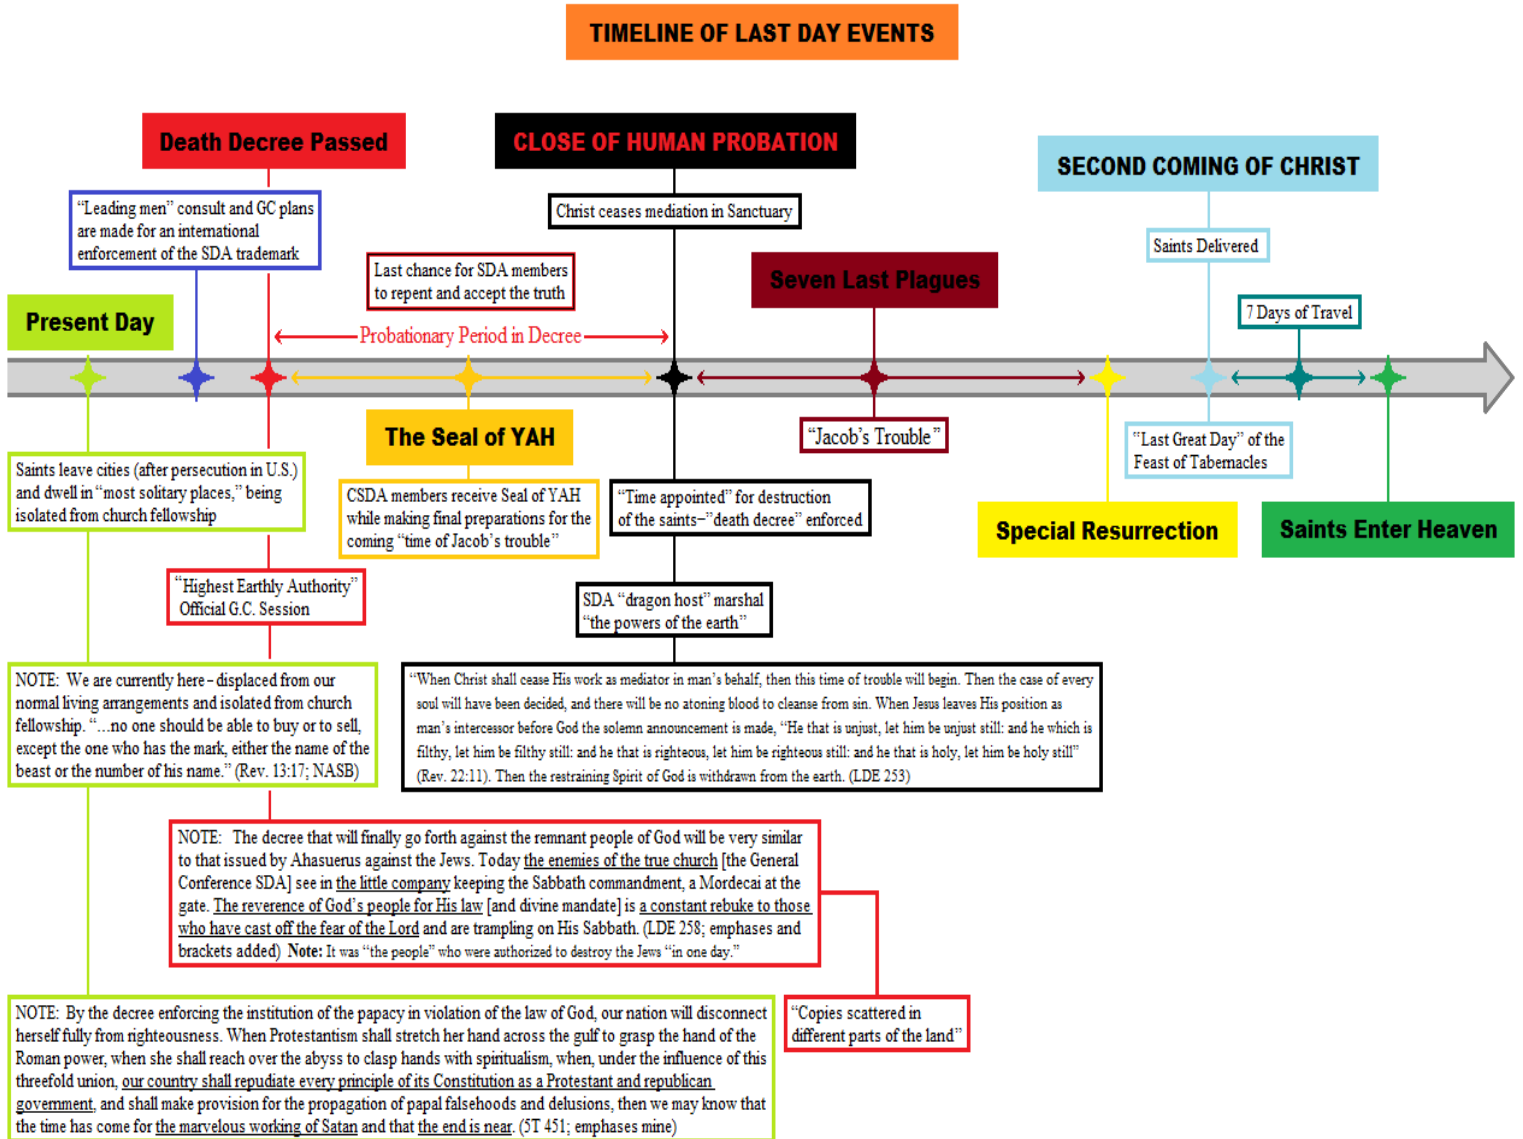 TIMELINE OF LAST DAY EVENTS
Death Decree Passed
CLOSE OF HUMAN PROBATION
SECOND COMING OF CHRIST
"Leading men" consult and GC plans
are made for an international
enforcement of the SDA trademark
Christ ceases mediation in Sanctuary
Saints Delivered
Last chance for SDA members
to repent and accept the truth
Seven Last Plagues
Present Day
7 Days of Travel
Probationary Period in Decree
The Seal of YAH
"Jacob's Trouble"
"Last Great Day" of the
Feast of Tabernacles
Saints leave cities (after persecution in U.S.)
and dwell in "most solitary places," being
isolated from church fellowship
CSDA members receive Seal of YAH
while making final preparations for the
coming "time of Jacob's trouble"
"Time appointed" for destruction
of the saints–"death decree" enforced
Special Resurrection
Saints Enter Heaven
"Highest Earthly Authority"
Official G.C. Session
SDA "dragon host" marshal
"the powers of the earth"
NOTE: We are currently here – displaced from our
normal living arrangements and isolated from church
fellowship. "…no one should be able to buy or to sell,
except the one who has the mark, either the name of the
beast or the number of his name." (Rev. 13:17; NASB)
"When Christ shall cease His work as mediator in man's behalf, then this time of trouble will begin. Then the case of every
soul will have been decided, and there will be no atoning blood to cleanse from sin. When Jesus leaves His position as
man's intercessor before God the solemn announcement is made, "He that is unjust, let him be unjust still: and he which is
filthy, let him be filthy still: and he that is righteous, let him be righteous still: and he that is holy, let him be holy still"
(Rev. 22:11). Then the restraining Spirit of God is withdrawn from the earth. (LDE 253)
NOTE: The decree that will finally go forth against the remnant people of God will be very similar
to that issued by Ahasuerus against the Jews. Today the enemies of the true church [the General
Conference SDA] see in the little company keeping the Sabbath commandment, a Mordecai at the
gate. The reverence of God's people for His law [and divine mandate] is a constant rebuke to those
who have cast off the fear of the Lord and are trampling on His Sabbath. (LDE 258; emphases and
brackets added) Note: It was "the people" who were authorized to destroy the Jews "in one day."
"Copies scattered in
different parts of the land"
NOTE: By the decree enforcing the institution of the papacy in violation of the law of God, our nation will disconnect
herself fully from righteousness. When Protestantism shall stretch her hand across the gulf to grasp the hand of the
Roman power, when she shall reach over the abyss to clasp hands with spiritualism, when, under the influence of this
threefold union, our country shall repudiate every principle of its Constitution as a Protestant and republican
government, and shall make provision for the propagation of papal falsehoods and delusions, then we may know that
the time has come for the marvelous working of Satan and that the end is near. (5T 451; emphases mine)